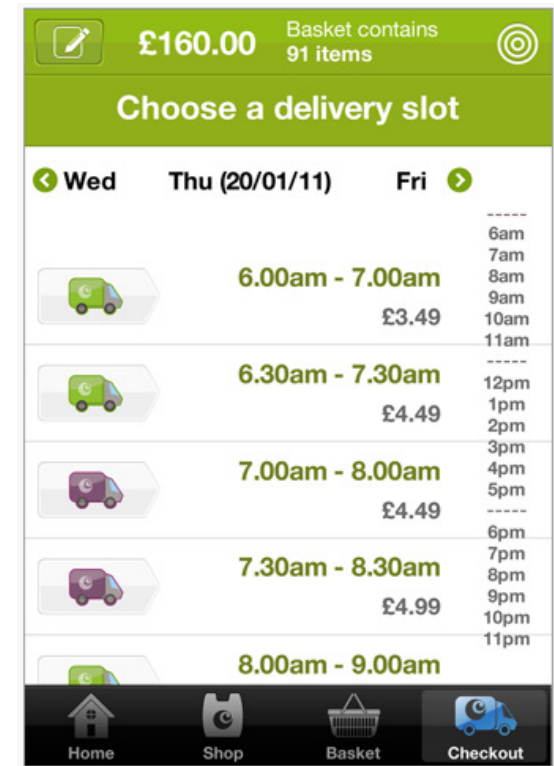 £160.00
Basket contains
91 items
Choose a delivery slot
Wed
Thu (20/01/11)
Fri
6.00am - 7.00am
£3.49
6.30am - 7.30am
£4.49
7.00am - 8.00am
£4.49
7.30am - 8.30am
£4.99
8.00am - 9.00am
-----
6am
7am
8am
9am
10am
11am
-----
12pm
1pm
2pm
3pm
4pm
5pm
-----
6pm
7pm
8pm
9pm
10pm
11pm
Home
Shop
Basket
Checkout